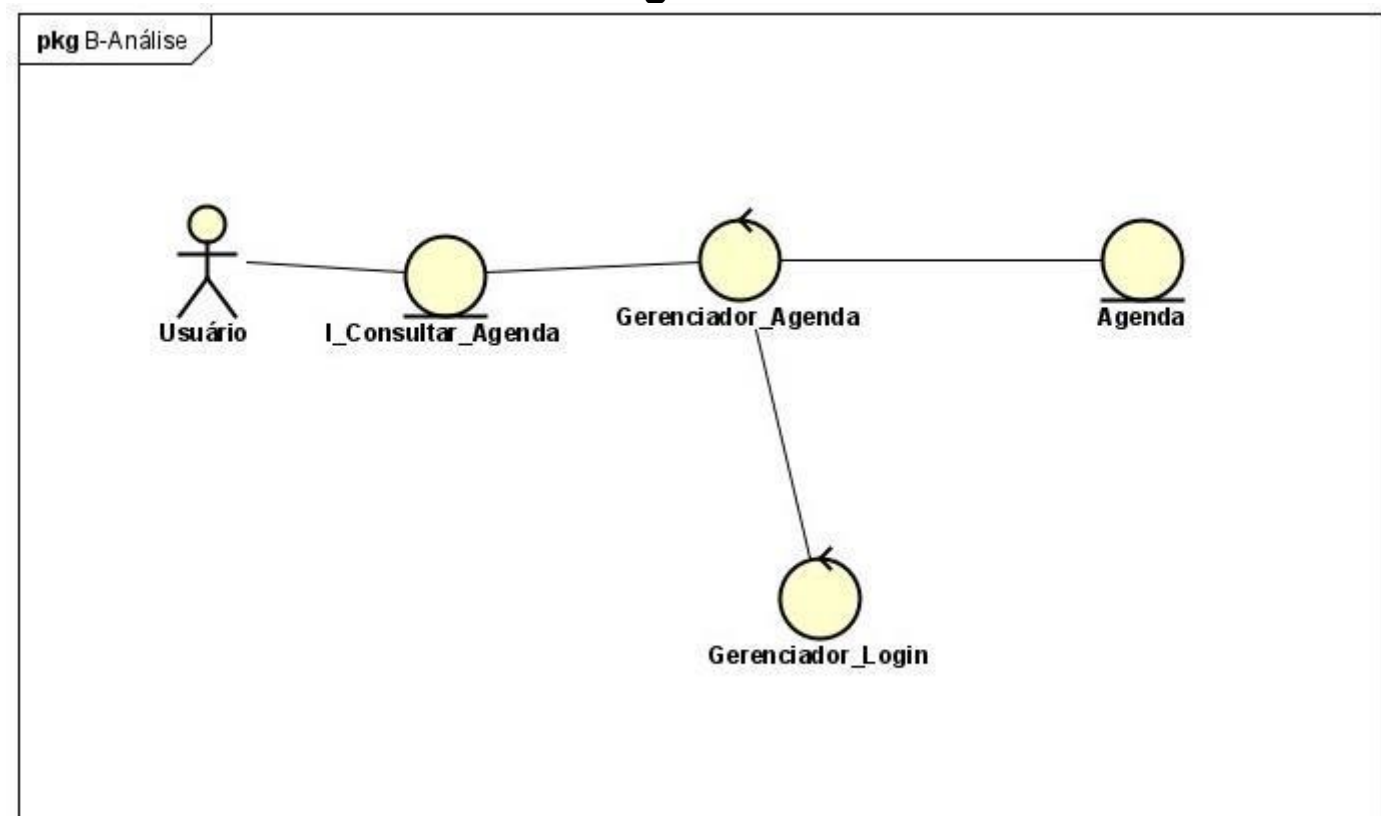 pkg B-Análise
Usuário
I_Consultar_Agenda
Gerenciador_Agenda
Agenda
Gerenciador_Login